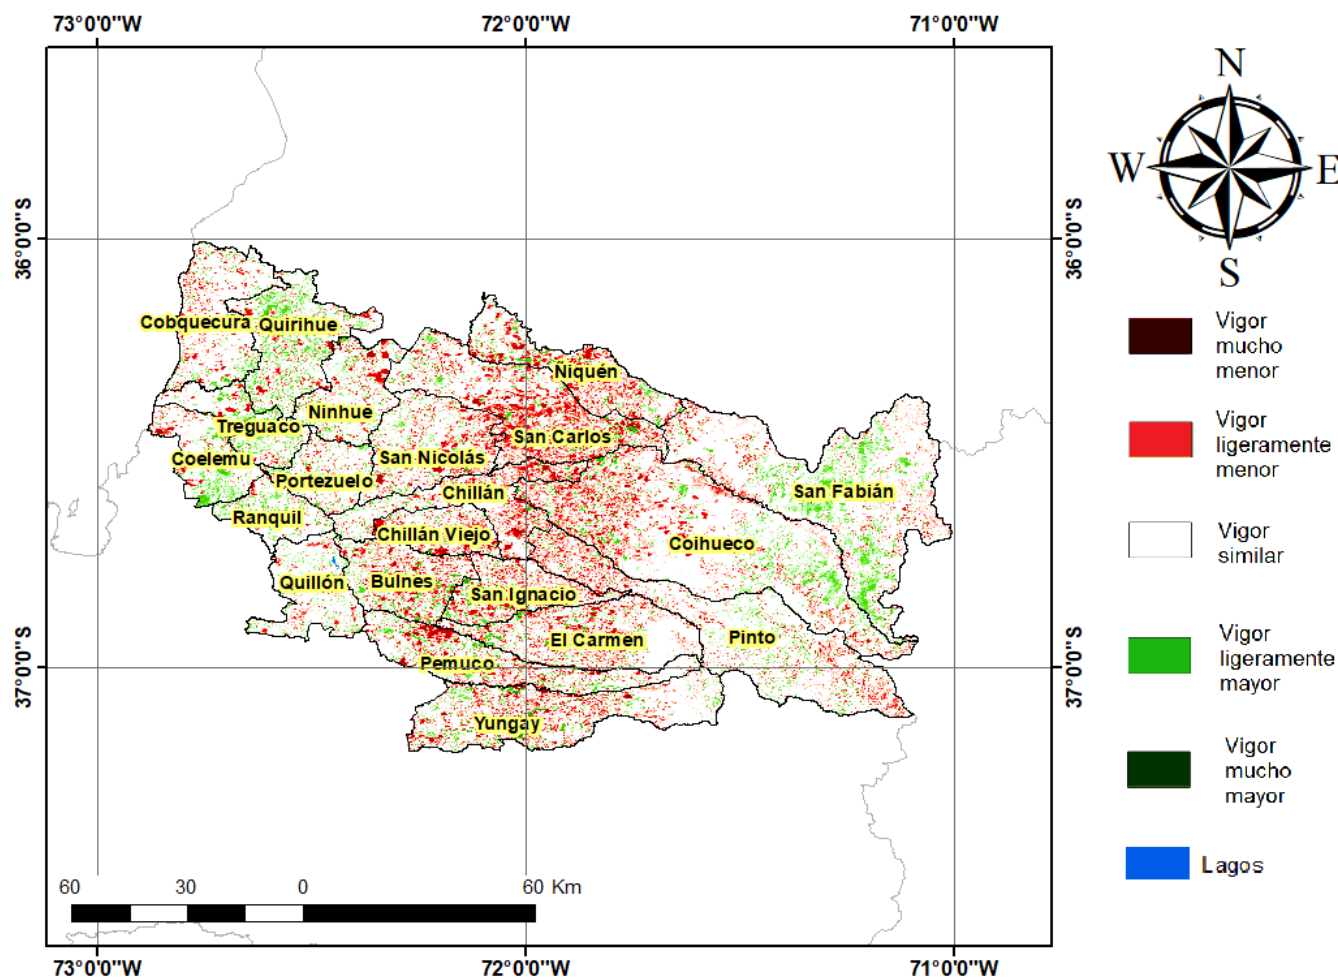 73°0'0"W
72°0'0"W
71°0'0"W
N
W
E
S
36°0'0"S
36°0'0"S
Cobquecura
Quirihue
Niquén
Ninhue
Treguaco
San Carlos
Coelemu
San Nicolás
Portezuelo
Chillán
San Fabián
Ranquil
Chillán Viejo
Coihueco
Quillón
Bulnes
San Ignacio
El Carmen
Pinto
Pemuco
Yungay
37°0'0"S
37°0'0"S
Vigor
mucho
menor
Vigor
ligeramente
menor
Vigor
similar
Vigor
ligeramente
mayor
Vigor
mucho
mayor
Lagos
60
30
0
60 Km
73°0'0"W
72°0'0"W
71°0'0"W